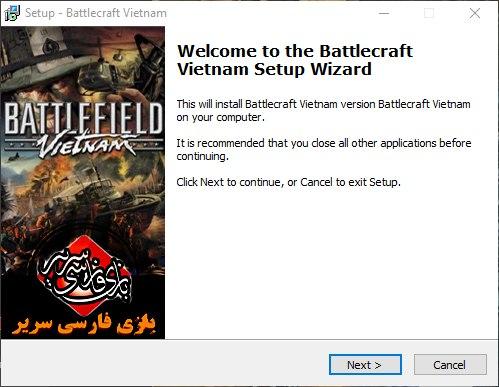 Setup - Battlecraft Vietnam
BATTLEFIELD
VIETNAM
بازی فارسی سریر
بازی فارسی سریر
Welcome to the Battlecraft
Vietnam Setup Wizard
This will install Battlecraft Vietnam version Battlecraft Vietnam
on your computer.
It is recommended that you close all other applications before
continuing.
Click Next to continue, or Cancel to exit Setup.
Next >
Cancel